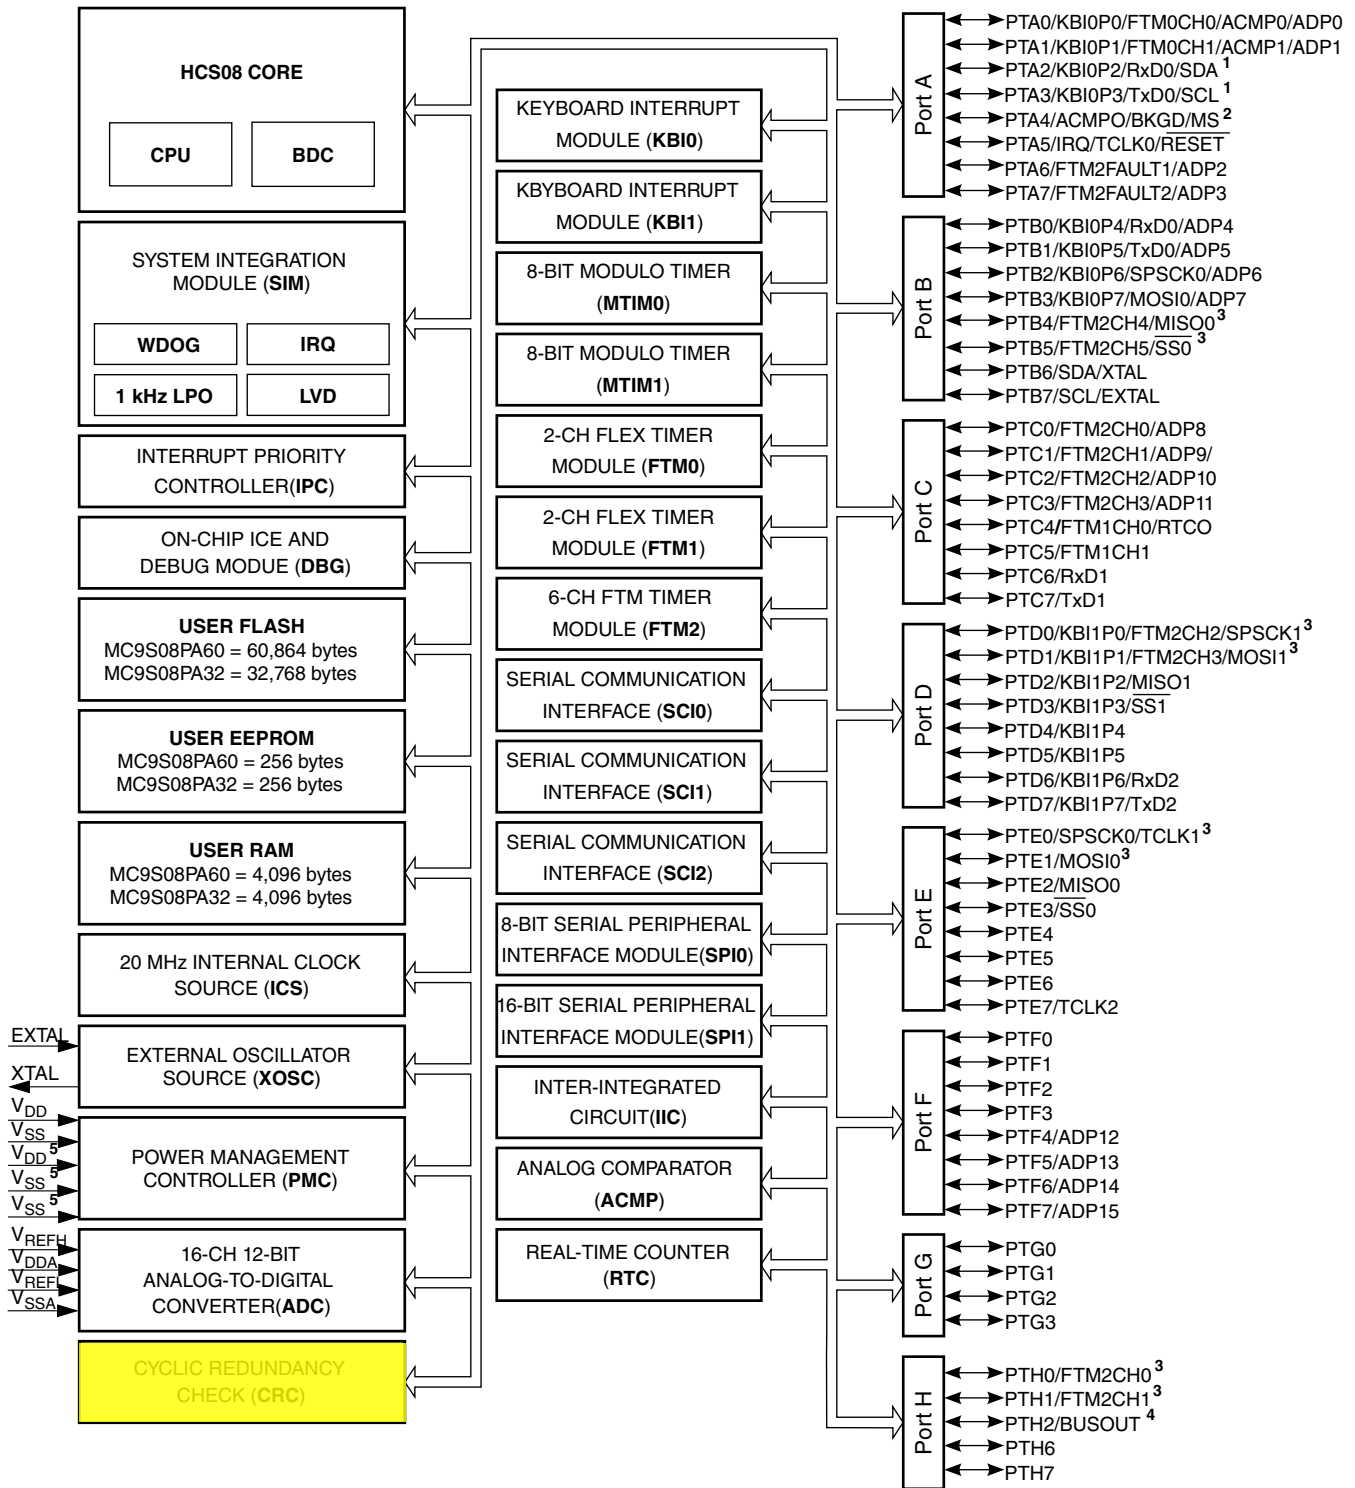 HCS08 CORE
CPU
BDC
SYSTEM INTEGRATION
MODULE (SIM)
WDOG
IRQ
1 kHz LPO
LVD
INTERRUPT PRIORITY
CONTROLLER(IPC)
ON-CHIP ICE AND
DEBUG MODUE (DBG)
USER FLASH
MC9S08PA60 = 60,864 bytes
MC9S08PA32 = 32,768 bytes
USER EEPROM
MC9S08PA60 = 256 bytes
MC9S08PA32 = 256 bytes
USER RAM
MC9S08PA60 = 4,096 bytes
MC9S08PA32 = 4,096 bytes
20 MHz INTERNAL CLOCK
SOURCE (ICS)
EXTAL
XTAL
EXTERNAL OSCILLATOR
SOURCE (XOSC)
VDD
VSS
VDD 5
VSS 5
VSS 5
POWER MANAGEMENT
CONTROLLER (PMC)
VREFH
VDDA
VREFL
VSSA
16-CH 12-BIT
ANALOG-TO-DIGITAL
CONVERTER(ADC)
CYCLIC REDUNDANCY
CHECK (CRC)
KEYBOARD INTERRUPT
MODULE (KBI0)
KBYBOARD INTERRUPT
MODULE (KBI1)
8-BIT MODULO TIMER
(MTIM0)
8-BIT MODULO TIMER
(MTIM1)
2-CH FLEX TIMER
MODULE (FTM0)
2-CH FLEX TIMER
MODULE (FTM1)
6-CH FTM TIMER
MODULE (FTM2)
SERIAL COMMUNICATION
INTERFACE (SCI0)
SERIAL COMMUNICATION
INTERFACE (SCI1)
SERIAL COMMUNICATION
INTERFACE (SCI2)
8-BIT SERIAL PERIPHERAL
INTERFACE MODULE(SPI0)
16-BIT SERIAL PERIPHERAL
INTERFACE MODULE(SPI1)
INTER-INTEGRATED
CIRCUIT(IIC)
ANALOG COMPARATOR
(ACMP)
REAL-TIME COUNTER
(RTC)
Port A
PTA0/KBI0P0/FTM0CH0/ACMP0/ADP0
PTA1/KBI0P1/FTM0CH1/ACMP1/ADP1
PTA2/KBI0P2/RxD0/SDA 1
PTA3/KBI0P3/TxD0/SCL 1
PTA4/ACMPO/BKGD/MS 2
PTA5/IRQ/TCLK0/RESET
PTA6/FTM2FAULT1/ADP2
PTA7/FTM2FAULT2/ADP3
Port B
PTB0/KBI0P4/RxD0/ADP4
PTB1/KBI0P5/TxD0/ADP5
PTB2/KBI0P6/SPSCK0/ADP6
PTB3/KBI0P7/MOSI0/ADP7
PTB4/FTM2CH4/MISO0 3
PTB5/FTM2CH5/SS0 3
PTB6/SDA/XTAL
PTB7/SCL/EXTAL
Port C
PTC0/FTM2CH0/ADP8
PTC1/FTM2CH1/ADP9/
PTC2/FTM2CH2/ADP10
PTC3/FTM2CH3/ADP11
PTC4/FTM1CH0/RTCO
PTC5/FTM1CH1
PTC6/RxD1
PTC7/TxD1
Port D
PTD0/KBI1P0/FTM2CH2/SPSCK1 3
PTD1/KBI1P1/FTM2CH3/MOSI1 3
PTD2/KBI1P2/MISO1
PTD3/KBI1P3/SS1
PTD4/KBI1P4
PTD5/KBI1P5
PTD6/KBI1P6/RxD2
PTD7/KBI1P7/TxD2
Port E
PTE0/SPSCK0/TCLK1 3
PTE1/MOSI0 3
PTE2/MISO0
PTE3/SS0
PTE4
PTE5
PTE6
PTE7/TCLK2
Port F
PTF0
PTF1
PTF2
PTF3
PTF4/ADP12
PTF5/ADP13
PTF6/ADP14
PTF7/ADP15
Port G
PTG0
PTG1
PTG2
PTG3
Port H
PTH0/FTM2CH0 3
PTH1/FTM2CH1 3
PTH2/BUSOUT 4
PTH6
PTH7